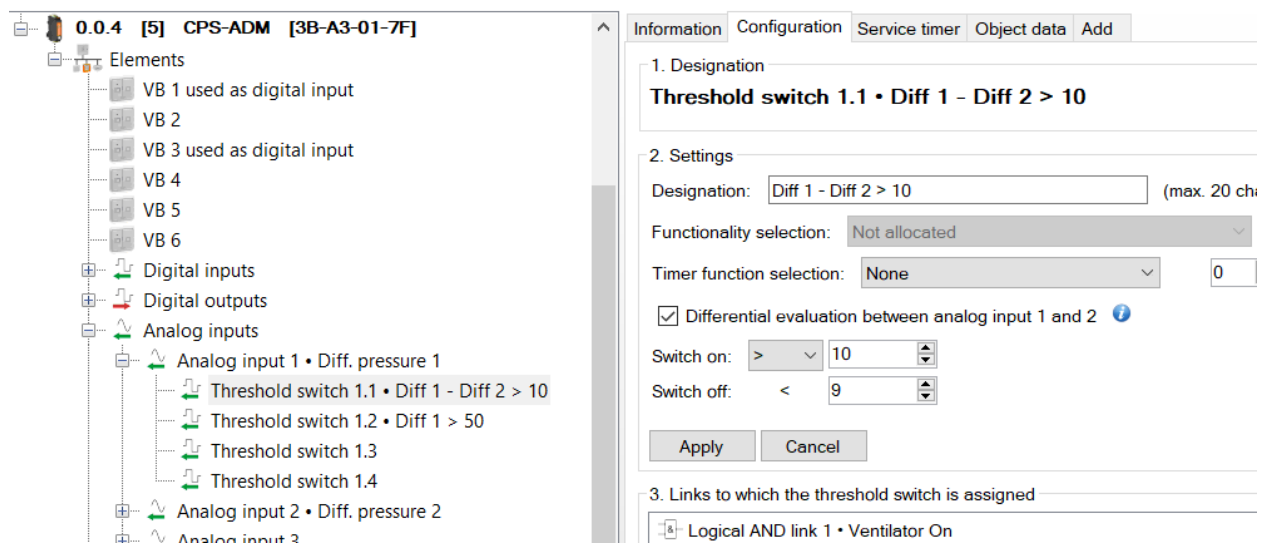 0.0.4 [5] CPS-ADM [3B-A3-01-7F]
Elements
VB 1 used as digital input
VB 2
VB 3 used as digital input
VB 4
VB 5
VB 6
Digital inputs
Digital outputs
Analog inputs
Analog input 1 • Diff. pressure 1
Threshold switch 1.1 • Diff 1 - Diff 2 > 10
Threshold switch 1.2 • Diff 1 > 50
Threshold switch 1.3
Threshold switch 1.4
Analog input 2 • Diff. pressure 2
Analog input 3
Information Configuration Service timer Object data Add
1. Designation
Threshold switch 1.1 • Diff 1 - Diff 2 > 10
2. Settings
Designation: Diff 1 - Diff 2 > 10 (max. 20 cha
Functionality selection: Not allocated
Timer function selection: None 0
Differential evaluation between analog input 1 and 2
Switch on: > 10
Switch off: < 9
Apply Cancel
3. Links to which the threshold switch is assigned
& Logical AND link 1 • Ventilator On